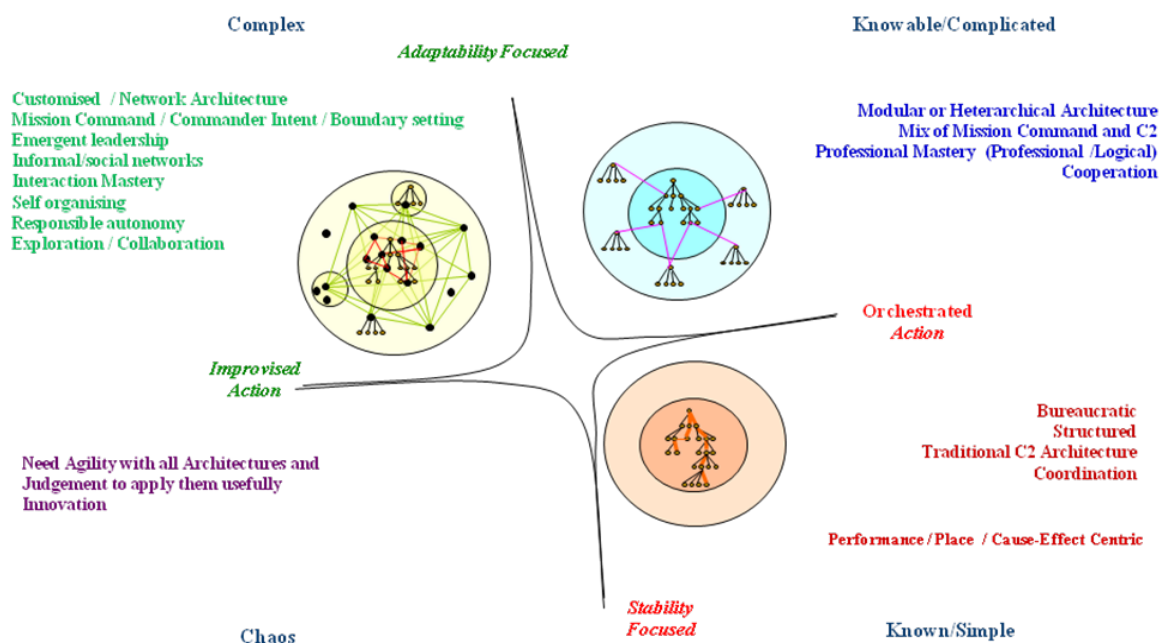 Complex
Knowable/Complicated
Adaptability Focused
Customised / Network Architecture
Mission Command / Commander Intent / Boundary setting
Emergent leadership
Informal/social networks
Interaction Mastery
Self organising
Responsible autonomy
Exploration / Collaboration
Modular or Heterarchical Architecture
Mix of Mission Command and C2
Professional Mastery (Professional /Logical)
Cooperation
Orchestrated
Action
Improvised
Action
Need Agility with all Architectures and
Judgement to apply them usefully
Innovation
Bureaucratic
Structured
Traditional C2 Architecture
Coordination
Performance / Place / Cause-Effect Centric
Stability
Focused
Chaos
Known/Simple